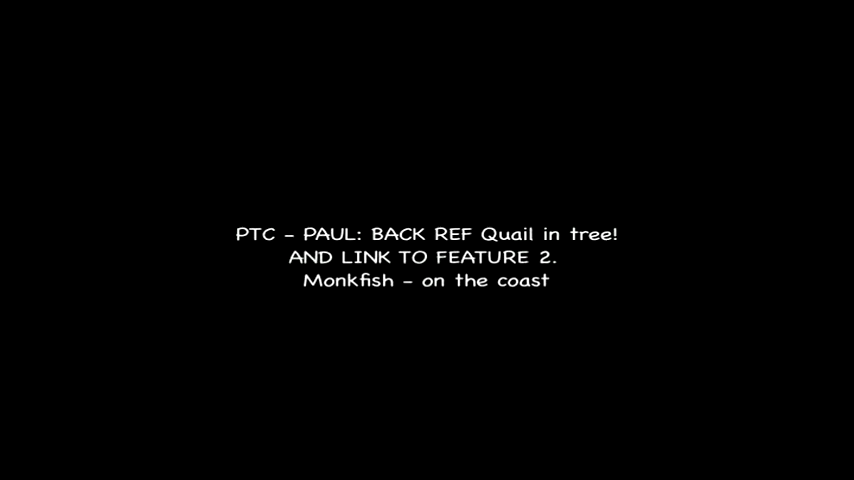 PTC - PAUL: BACK REF Quail in tree!
AND LINK TO FEATURE 2.
Monkfish - on the coast